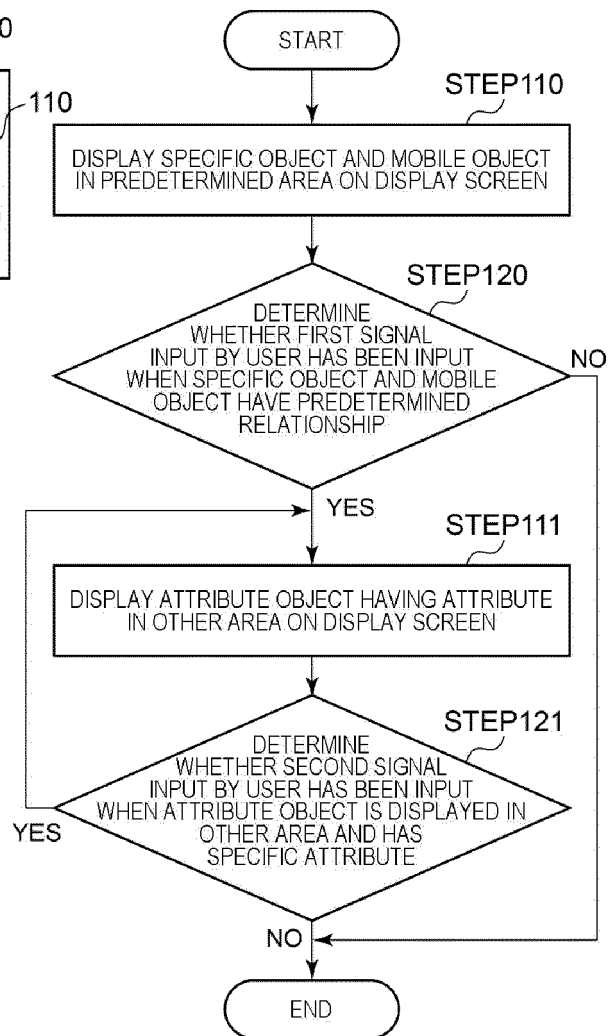 0
110
START
STEP110
DISPLAY SPECIFIC OBJECT AND MOBILE OBJECT
IN PREDETERMINED AREA ON DISPLAY SCREEN
STEP120
DETERMINE
WHETHER FIRST SIGNAL
INPUT BY USER HAS BEEN INPUT
WHEN SPECIFIC OBJECT AND MOBILE
OBJECT HAVE PREDETERMINED
RELATIONSHIP
NO
YES
STEP111
DISPLAY ATTRIBUTE OBJECT HAVING ATTRIBUTE
IN OTHER AREA ON DISPLAY SCREEN
STEP121
DETERMINE
WHETHER SECOND SIGNAL
INPUT BY USER HAS BEEN INPUT
WHEN ATTRIBUTE OBJECT IS DISPLAYED IN
OTHER AREA AND HAS
SPECIFIC ATTRIBUTE
YES
NO
END